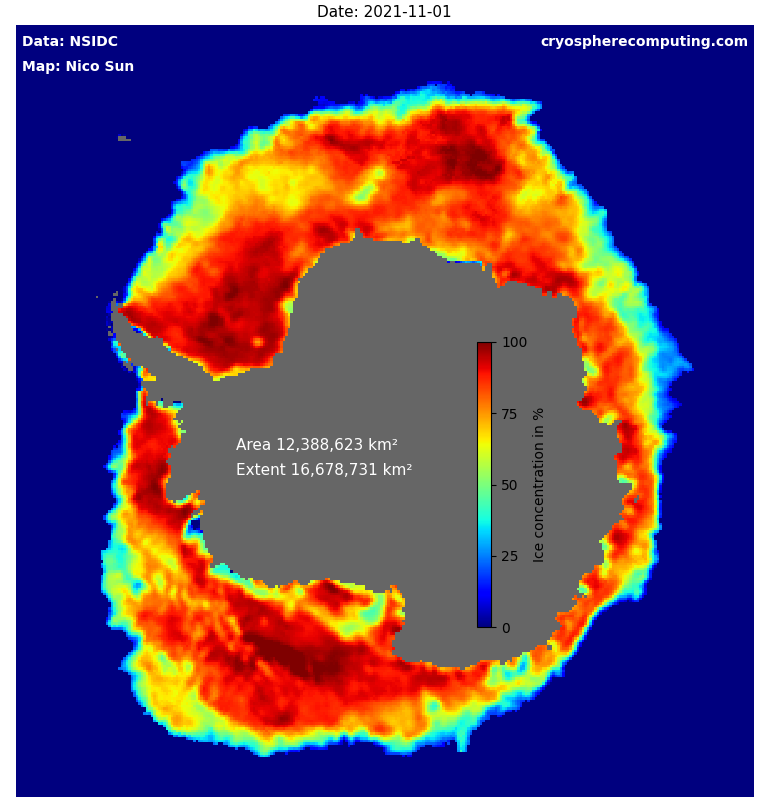 Date: 2021-11-01
Data: NSIDC
cryospherecomputing.com
Map: Nico Sun
100
75
50
25
0
Ice concentration in %
Area 12,388,623 km²
Extent 16,678,731 km²